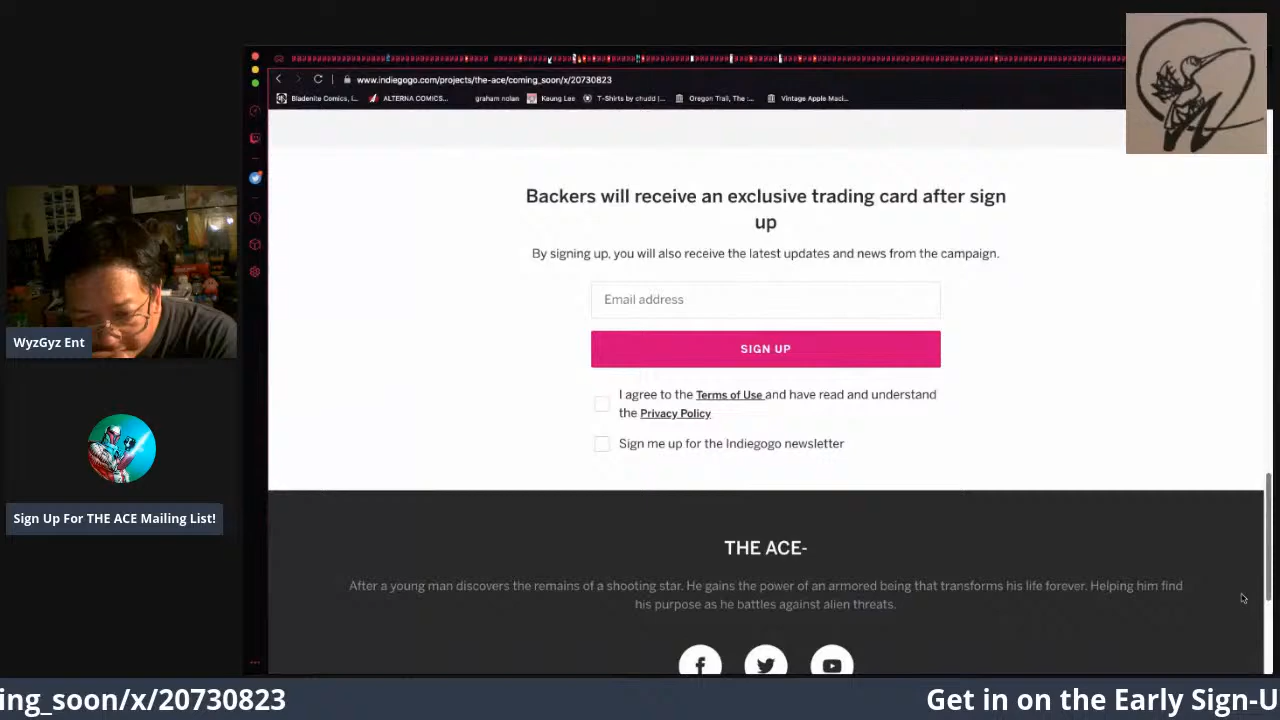 www.indiegogo.com/projects/the-ace/coming_soon/x/20730823
Bladenite Comics, i... ALTERNA COMICS... graham nolan Kaung Lee T-Shirts by chudd |... Oregon Trail, The :... Vintage Apple Maci...
Backers will receive an exclusive trading card after sign
up
By signing up, you will also receive the latest updates and news from the campaign.
Email address
SIGN UP
I agree to the Terms of Use and have read and understand
the Privacy Policy
Sign me up for the Indiegogo newsletter
WyzGyz Ent
Sign Up For THE ACE Mailing List!
THE ACE-
After a young man discovers the remains of a shooting star. He gains the power of an armored being that transforms his life forever. Helping him find
his purpose as he battles against alien threats.
ing_soon/x/20730823 Get in on the Early Sign-U